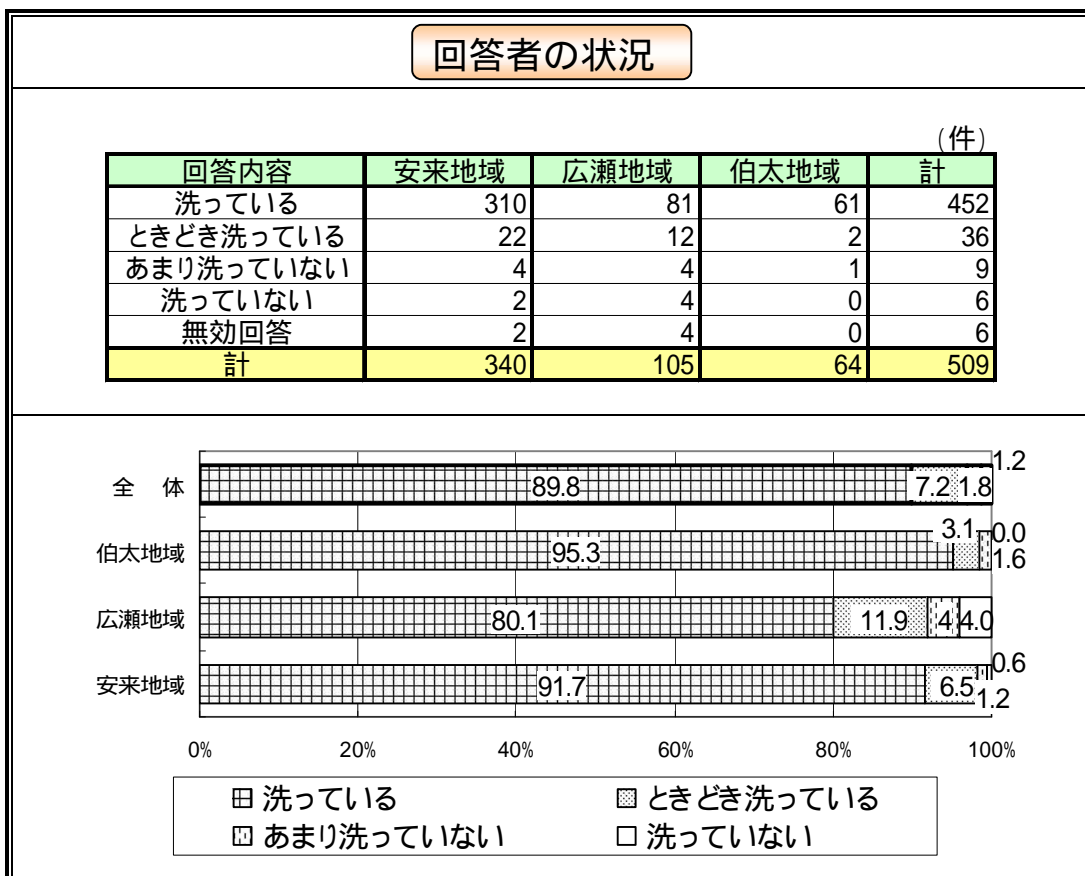 回答者の状況
(件)
回答内容 安来地域 広瀬地域 伯太地域 計
洗っている 310 81 61 452
ときどき洗っている 22 12 2 36
あまり洗っていない 4 4 1 9
洗っていない 2 4 0 6
無効回答 2 4 0 6
計 340 105 64 509
全 体 89.8 7.2 1.8 1.2
伯太地域 95.3 3.1 1.6 0.0
広瀬地域 80.1 11.9 4 4.0
安来地域 91.7 6.5 1.2 0.6
0% 20% 40% 60% 80% 100%
洗っている ときどき洗っている
あまり洗っていない 洗っていない